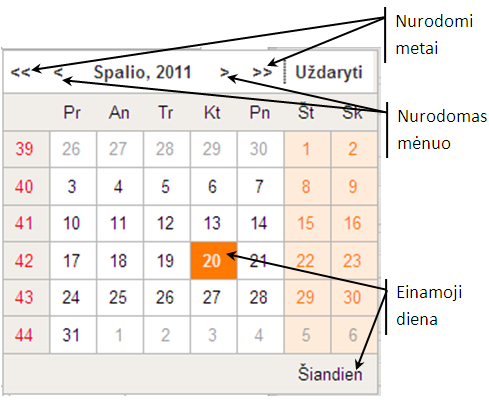 Nurodomi
metai
<< < Spalio, 2011 > >> Uždaryti
Pr An Tr Kt Pn Št Sk
Nurodomas
mėnuo
39 26 27 28 29 30 1 2
40 3 4 5 6 7 8 9
41 10 11 12 13 14 15 16
42 17 18 19 20 21 22 23
43 24 25 26 27 28 29 30
44 31 1 2 3 4 5 6
Einamoji
diena
Šiandien